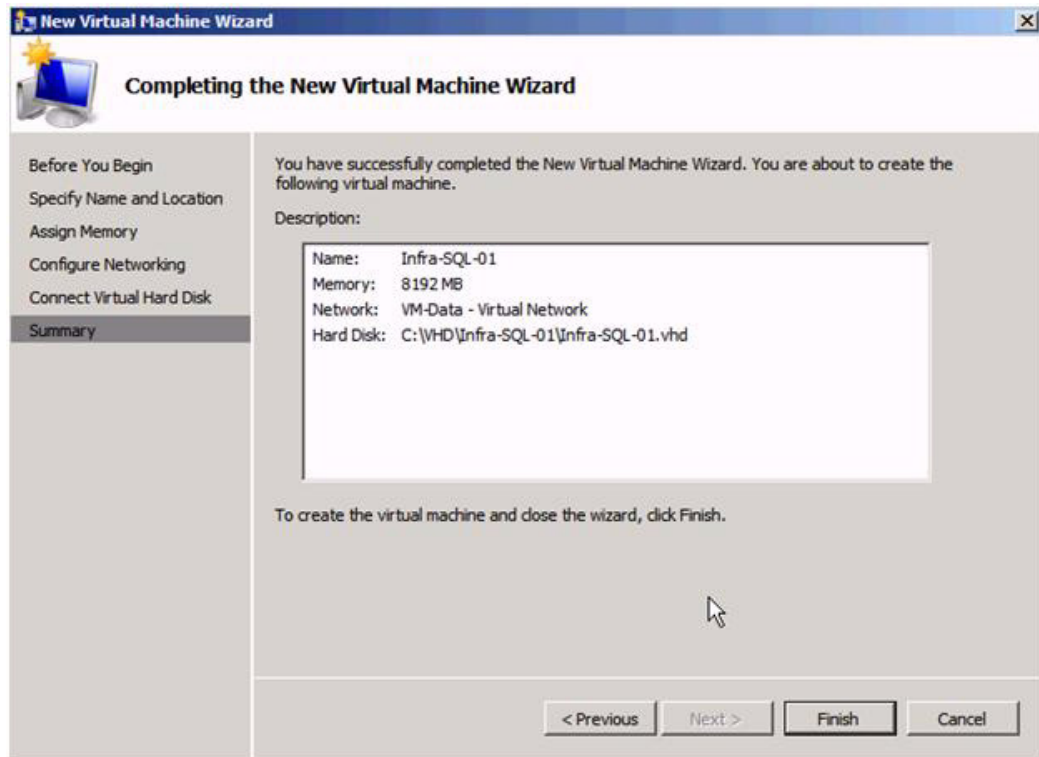 New Virtual Machine Wizard
Completing the New Virtual Machine Wizard
Before You Begin
Specify Name and Location
Assign Memory
Configure Networking
Connect Virtual Hard Disk
Summary
You have successfully completed the New Virtual Machine Wizard. You are about to create the
following virtual machine.
Description:
Name: Infra-SQL-01
Memory: 8192 MB
Network: VM-Data - Virtual Network
Hard Disk: C:\VHD\Infra-SQL-01\Infra-SQL-01.vhd
To create the virtual machine and close the wizard, click Finish.
< Previous Next > Finish Cancel